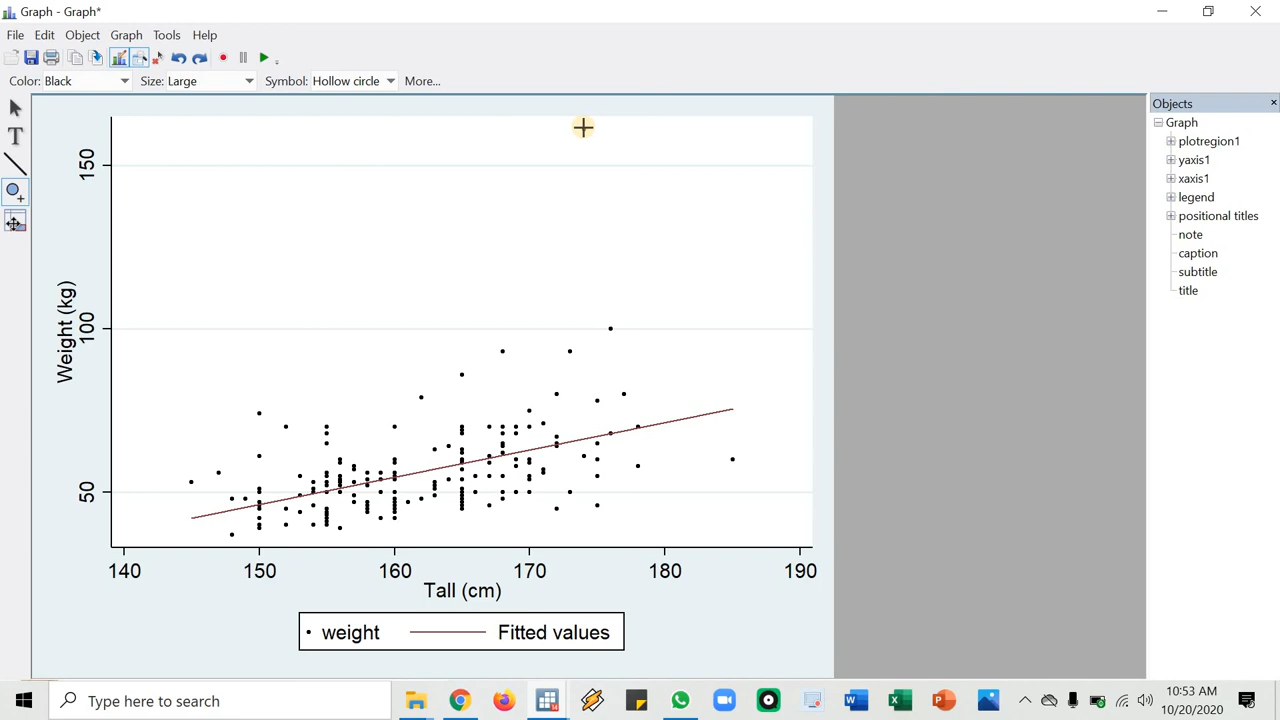 Graph - Graph*
File Edit Object Graph Tools Help
Color: Black Size: Large Symbol: Hollow circle More...
Objects
Graph
plotregion1
yaxis1
xaxis1
legend
positional titles
note
caption
subtitle
title
Weight (kg)
150
100
50
140 150 160 170 180 190
Tall (cm)
weight Fitted values
Type here to search
10:53 AM
10/20/2020